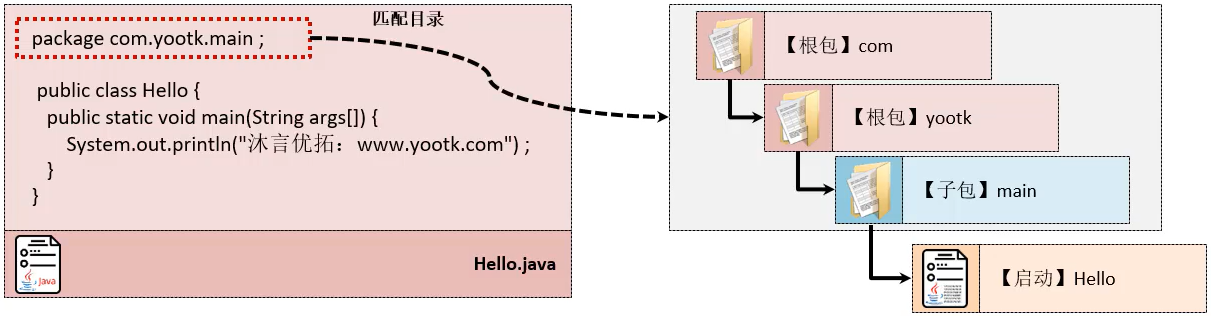 package com.yootk.main ;
public class Hello {
public static void main(String args[]) {
System.out.println("沐言优拓：www.yootk.com") ;
}
}
Java
Hello.java
匹配目录
【根包】com
【根包】yootk
【子包】main
【启动】Hello